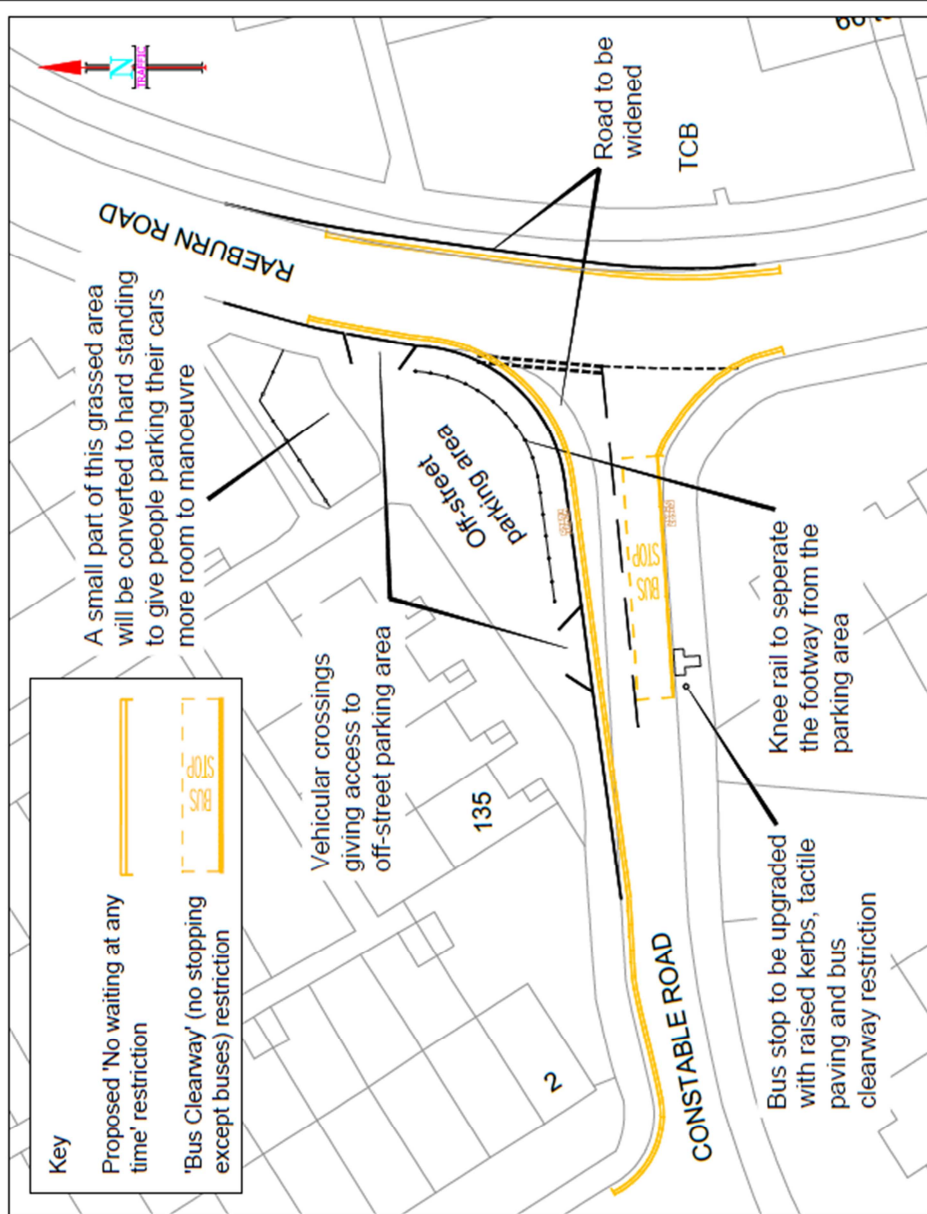 Key
Proposed 'No waiting at any
time' restriction
'Bus Clearway' (no stopping
except buses) restriction
BUS
STOP
A small part of this grassed area
will be converted to hard standing
to give people parking their cars
more room to manoeuvre
RAEBURN ROAD
N
TRAFFIC
Vehicular crossings
giving access to
off-street parking area
Off-street
parking area
Road to be
widened
TCB
135
2
BUS
STOP
CONSTABLE ROAD
Bus stop to be upgraded
with raised kerbs, tactile
paving and bus
clearway restriction
Knee rail to seperate
the footway from the
parking area